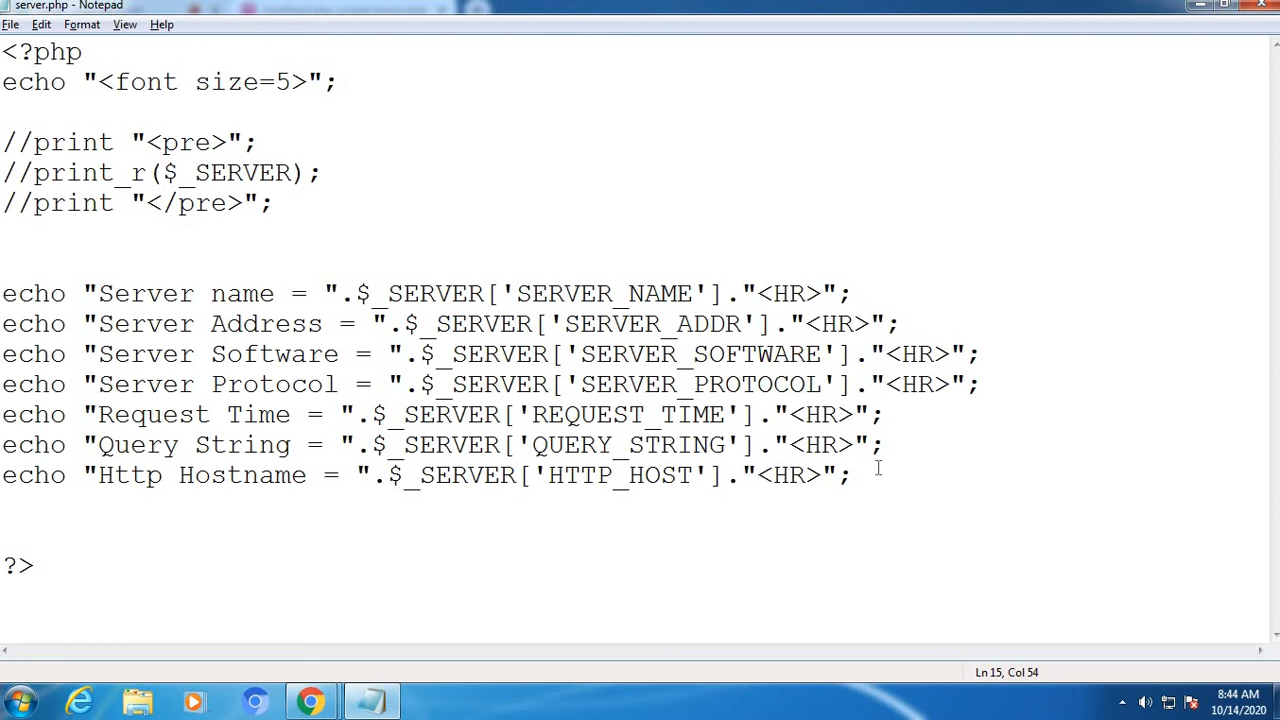 server.php - Notepad
File Edit Format View Help
<?php
echo "<font size=5>";
//print "<pre>";
//print_r($_SERVER);
//print "</pre>";
echo "Server name = ".$_SERVER['SERVER_NAME']."<HR>";
echo "Server Address = ".$_SERVER['SERVER_ADDR']."<HR>";
echo "Server Software = ".$_SERVER['SERVER_SOFTWARE']."<HR>";
echo "Server Protocol = ".$_SERVER['SERVER_PROTOCOL']."<HR>";
echo "Request Time = ".$_SERVER['REQUEST_TIME']."<HR>";
echo "Query String = ".$_SERVER['QUERY_STRING']."<HR>";
echo "Http Hostname = ".$_SERVER['HTTP_HOST']."<HR>";
?>
Ln 15, Col 54
8:44 AM
10/14/2020